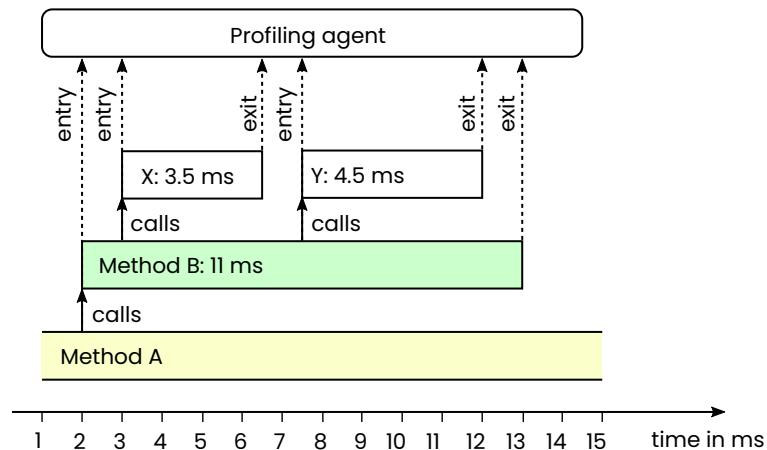 Profiling agent
entry
entry
exit
entry
exit
exit
X: 3.5 ms
Y: 4.5 ms
calls
calls
Method B: 11 ms
calls
Method A
1 2 3 4 5 6 7 8 9 10 11 12 13 14 15 time in ms